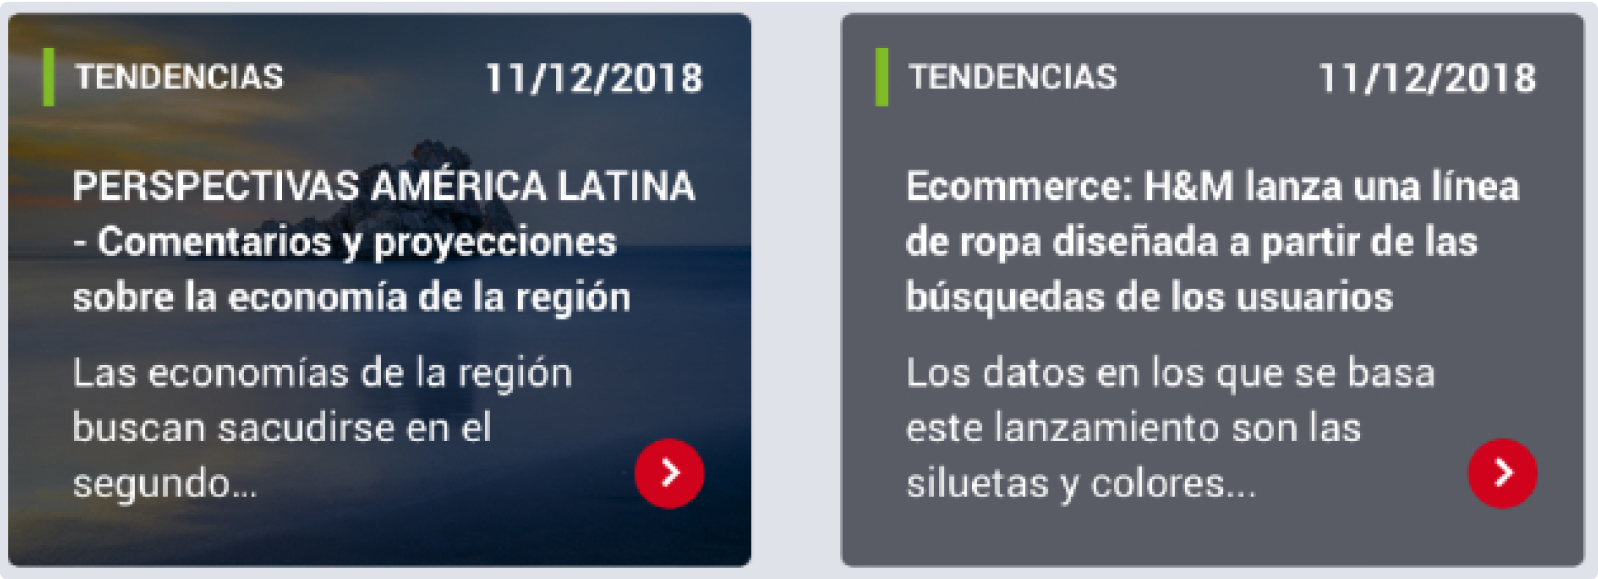 TENDENCIAS 11/12/2018
PERSPECTIVAS AMÉRICA LATINA
- Comentarios y proyecciones
sobre la economía de la región
Las economías de la región
buscan sacudirse en el
segundo...
TENDENCIAS 11/12/2018
Ecommerce: H&M lanza una línea
de ropa diseñada a partir de las
búsquedas de los usuarios
Los datos en los que se basa
este lanzamiento son las
siluetas y colores...